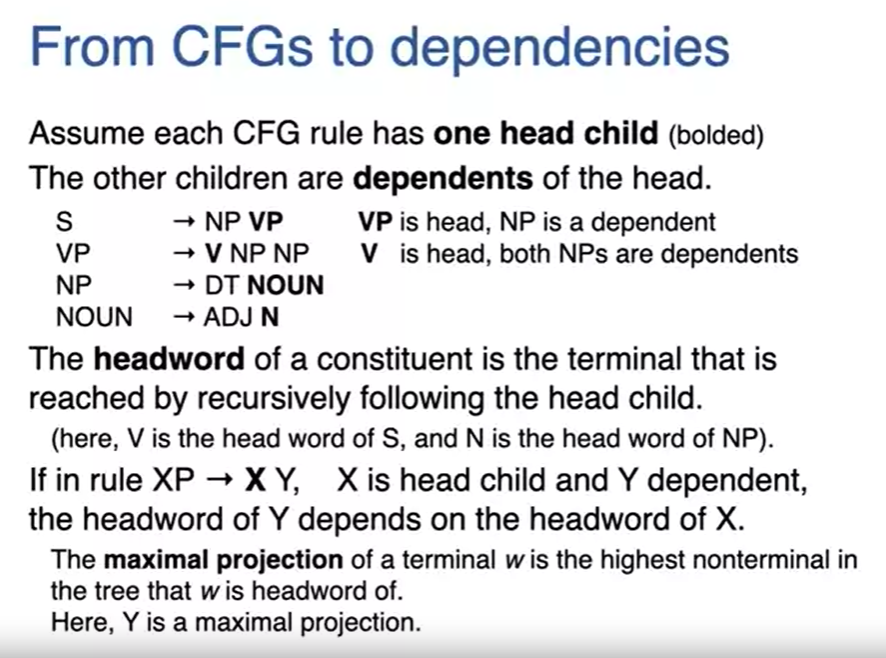 From CFGs to dependencies
Assume each CFG rule has one head child (bolded)
The other children are dependents of the head.
S → NP VP VP is head, NP is a dependent
VP → V NP NP V is head, both NPs are dependents
NP → DT NOUN
NOUN → ADJ N
The headword of a constituent is the terminal that is
reached by recursively following the head child.
(here, V is the head word of S, and N is the head word of NP).
If in rule XP → X Y, X is head child and Y dependent,
the headword of Y depends on the headword of X.
The maximal projection of a terminal w is the highest nonterminal in
the tree that w is headword of.
Here, Y is a maximal projection.